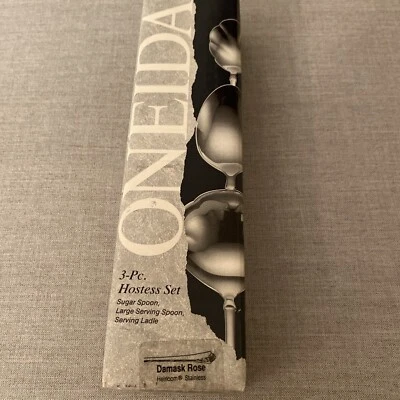 ONEIDA
3-Pc.
Hostess Set
Sugar Spoon,
Large Serving Spoon,
Serving Ladle
Damask Rose
Heirloom® Stainless